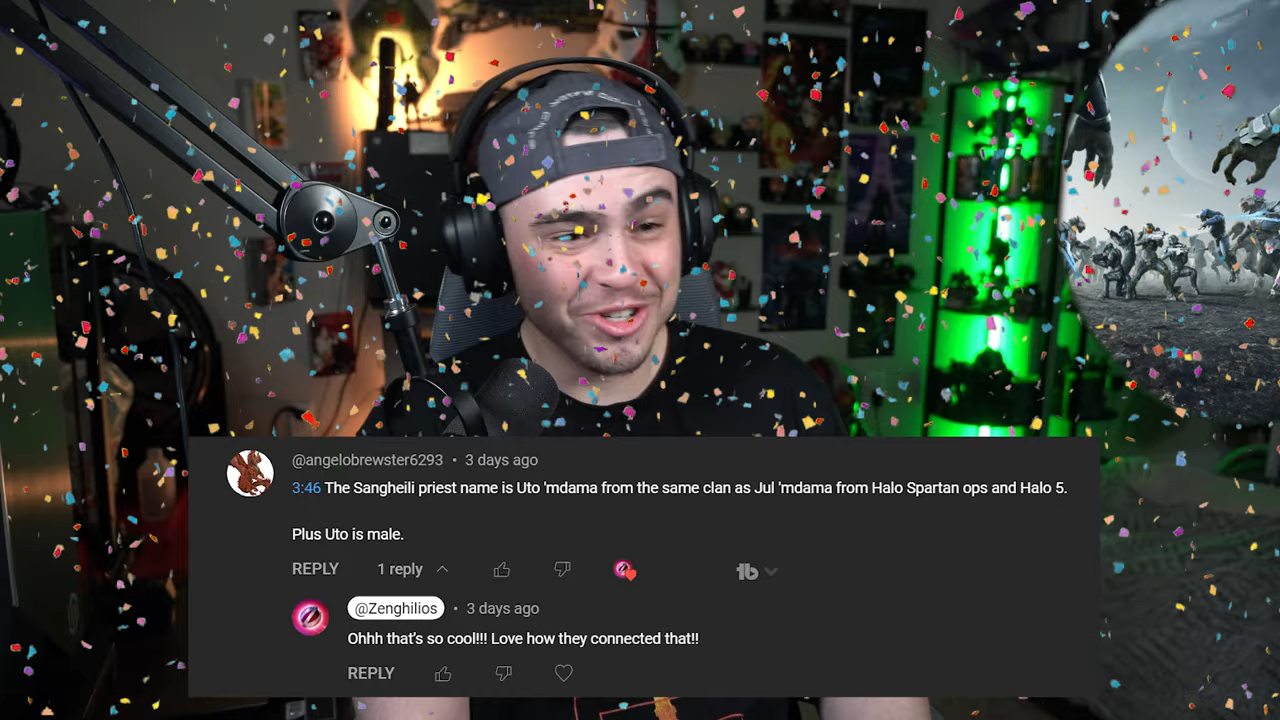 @angelobrewster6293 • 3 days ago
3:46 The Sangheili priest name is Uto 'mdama from the same clan as Jul 'mdama from Halo Spartan ops and Halo 5.
Plus Uto is male.
REPLY 1 reply
@Zenghilios • 3 days ago
Ohhh that's so cool!!! Love how they connected that!!
REPLY